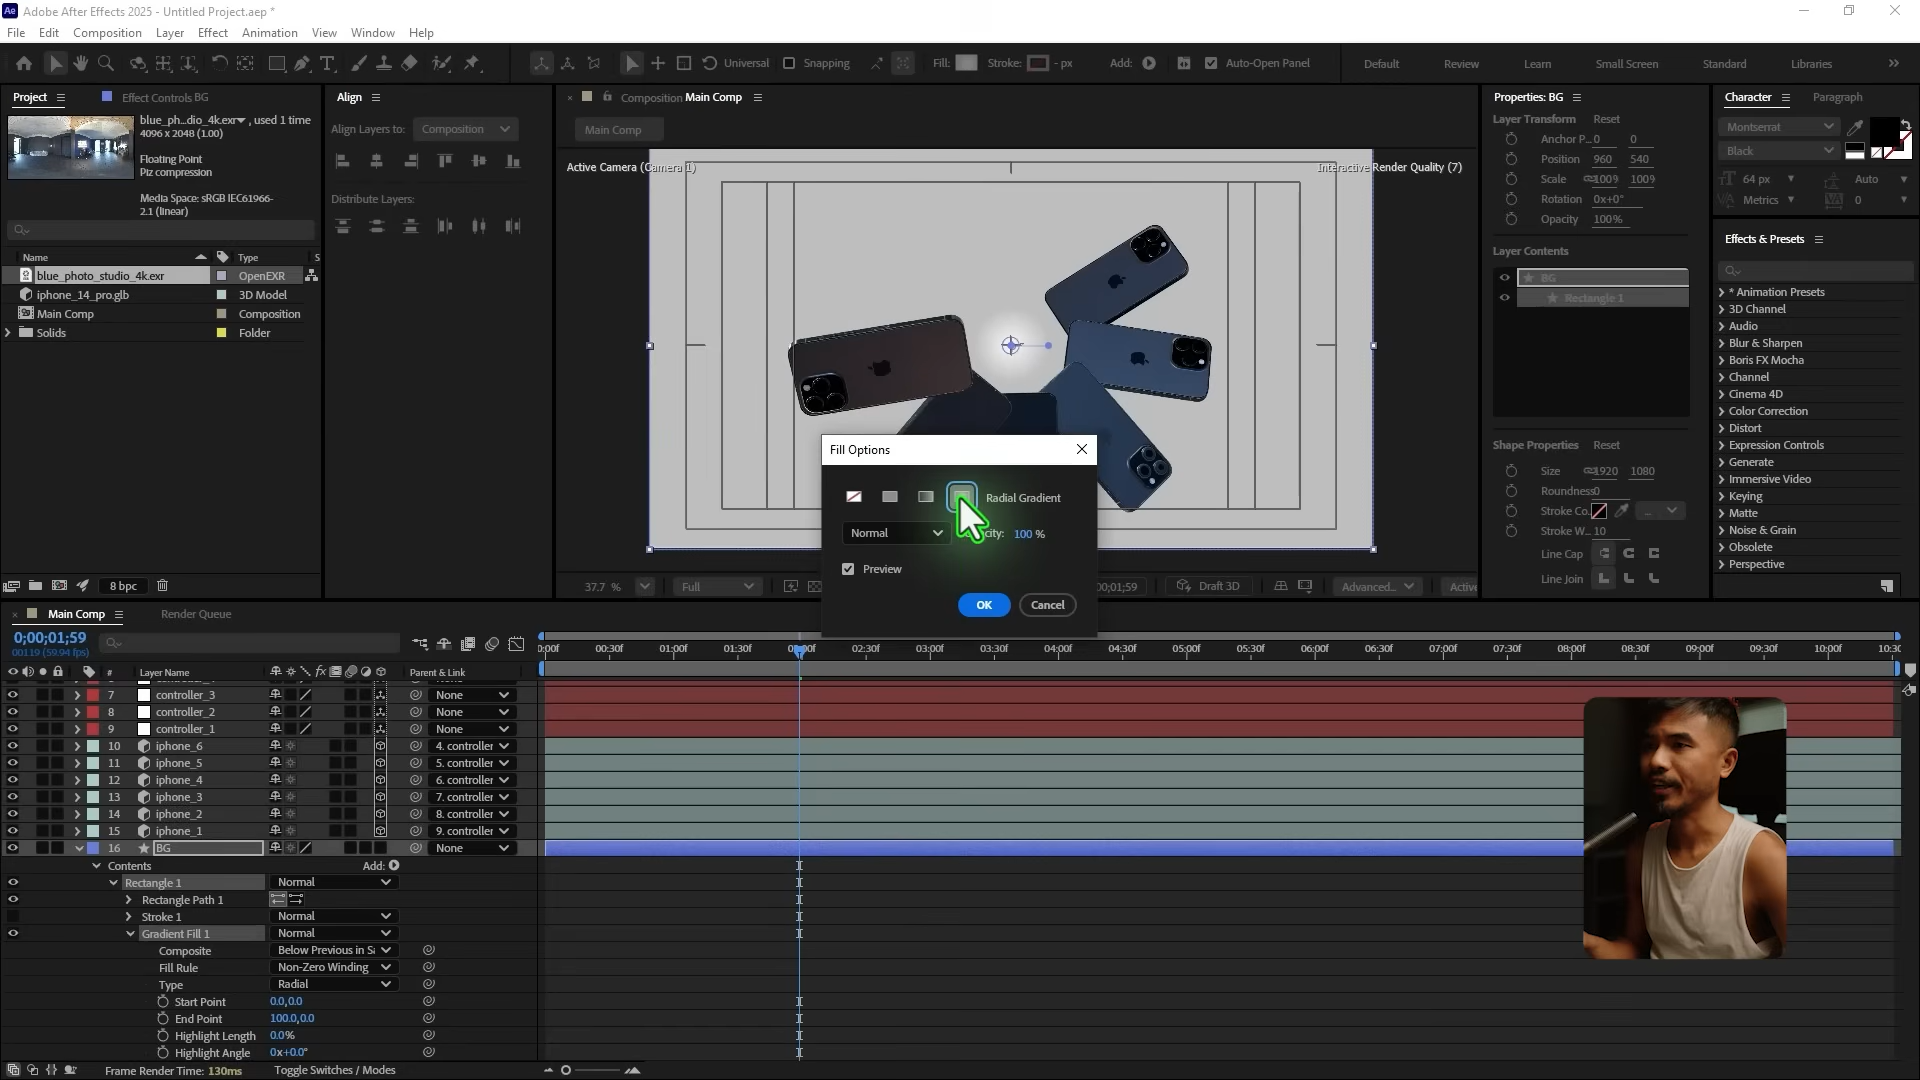 Adobe After Effects 2025 - Untitled Project.aep *
File Edit Composition Layer Effect Animation View Window Help
Universal Snapping Fill: Stroke: - px Add: Auto-Open Panel Default Review Learn Small Screen Standard Libraries
Project Effect Controls BG
blue_ph...dio_4k.exr , used 1 time
4096 x 2048 (1.00)
Floating Point
Piz compression
Media Space: sRGB IEC61966-
2.1 (linear)
Name Type S
blue_photo_studio_4k.exr OpenEXR
iphone_14_pro.glb 3D Model
Main Comp Composition
Solids Folder
8 bpc
Align
Align Layers to: Composition
Distribute Layers:
Composition Main Comp
Main Comp
Active Camera (Camera 1) Interactive Render Quality (7)
Fill Options
Radial Gradient
Normal 100 %
Preview
OK Cancel
37.7 % Full Draft 3D Advanced... Active
Properties: BG
Layer Transform Reset
Anchor P... 0 0
Position 960 540
Scale 1009 1009
Rotation 0x+0°
Opacity 100%
Layer Contents
BG
Rectangle 1
Shape Properties Reset
Size 1920 1080
Roundness 0
Stroke Co... ...
Stroke W... 10
Line Cap
Line Join
Character Paragraph
Montserrat
Black
64 px Auto
Metrics 0
Effects & Presets
* Animation Presets
3D Channel
Audio
Blur & Sharpen
Boris FX Mocha
Channel
Cinema 4D
Color Correction
Distort
Expression Controls
Generate
Immersive Video
Keying
Matte
Noise & Grain
Obsolete
Perspective
Main Comp Render Queue
0;00;01;59
00119 (59.94 fps)
00:30f 01:00f 01:30f 02:30f 03:00f 03:30f 04:00f 04:30f 05:00f 05:30f 06:00f 06:30f 07:00f 07:30f 08:00f 08:30f 09:00f 09:30f 10:00f
# Layer Name fx Parent & Link
7 controller_3 None
8 controller_2 None
9 controller_1 None
10 iphone_6 4. controller
11 iphone_5 5. controller
12 iphone_4 6. controller
13 iphone_3 7. controller
14 iphone_2 8. controller
15 iphone_1 9. controller
16 BG None
Contents Add:
Rectangle 1 Normal
Rectangle Path 1
Stroke 1 Normal
Gradient Fill 1 Normal
Composite Below Previous in Sa
Fill Rule Non-Zero Winding
Type Radial
Start Point 0.0,0.0
End Point 100.0,0.0
Highlight Length 0.0%
Highlight Angle 0x+0.0°
Frame Render Time: 130ms Toggle Switches / Modes